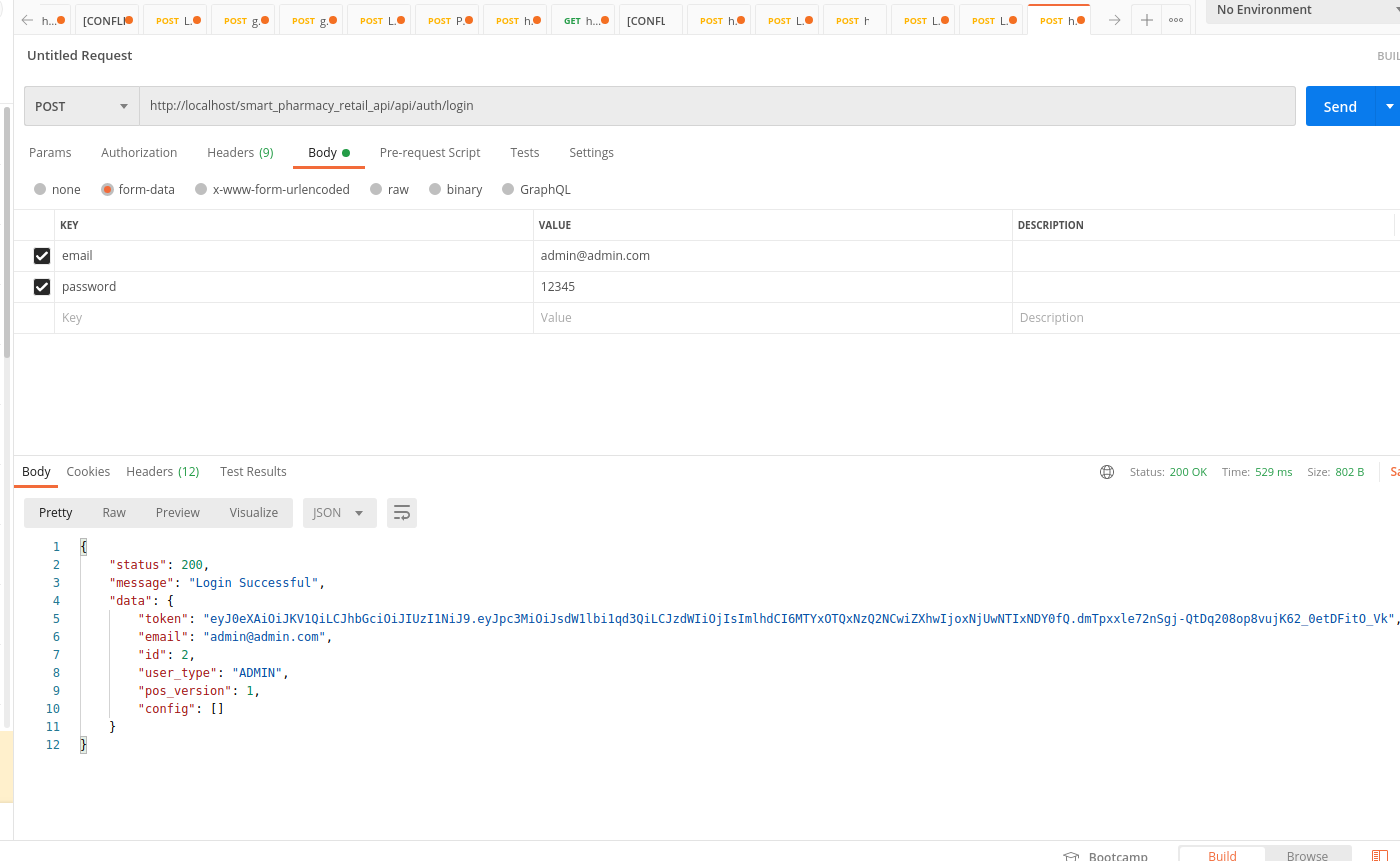 h... [CONFLI POST L. POST g. POST g. POST L. POST P. POST h. GET h... [CONFL POST h. POST L. POST h POST L. POST L. POST h. No Environment
Untitled Request BUIL
POST http://localhost/smart_pharmacy_retail_api/api/auth/login Send
Params Authorization Headers (9) Body Pre-request Script Tests Settings
none form-data x-www-form-urlencoded raw binary GraphQL
KEY VALUE DESCRIPTION
email admin@admin.com
password 12345
Key Value Description
Body Cookies Headers (12) Test Results Status: 200 OK Time: 529 ms Size: 802 B Sa
Pretty Raw Preview Visualize JSON
1 {
2 "status": 200,
3 "message": "Login Successful",
4 "data": {
5 "token": "eyJ0eXAiOiJKV1QiLCJhbGciOiJIUzI1NiJ9.eyJpc3MiOiJsdW1lbi1qd3QiLCJzdWIiOjIsImlhdCI6MTYxOTQxNzQ2NCwiZXhwIjoxNjUwNTIxNDY0fQ.dmTpxxle72nSgj-QtDq208op8vujK62_0etDFitO_Vk",
6 "email": "admin@admin.com",
7 "id": 2,
8 "user_type": "ADMIN",
9 "pos_version": 1,
10 "config": []
11 }
12 }
Bootcamp Build Browse